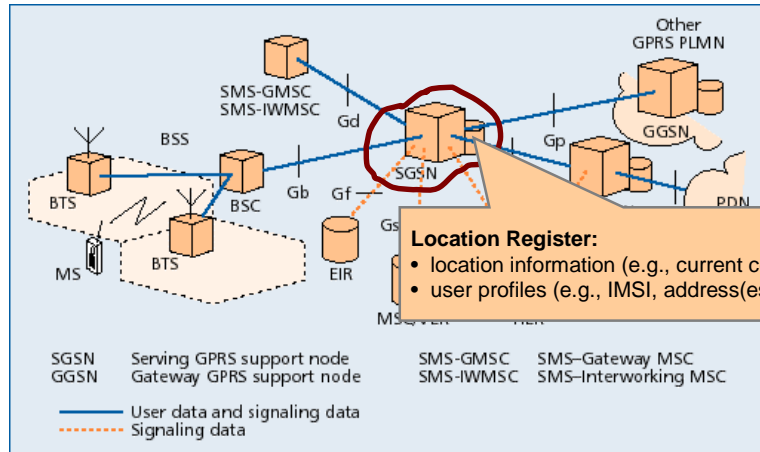 Other
GPRS PLMN
SMS-GMSC
SMS-IWMSC
Gd
GGSN
BSS
Gp
SGSN
BTS
BSC
Gb
Gf
PDN
MS
BTS
EIR
Gs
Location Register:
• location information (e.g., current c
• user profiles (e.g., IMSI, address(es
SGSN Serving GPRS support node SMS-GMSC SMS–Gateway MSC
GGSN Gateway GPRS support node SMS-IWMSC SMS–Interworking MSC
User data and signaling data
Signaling data